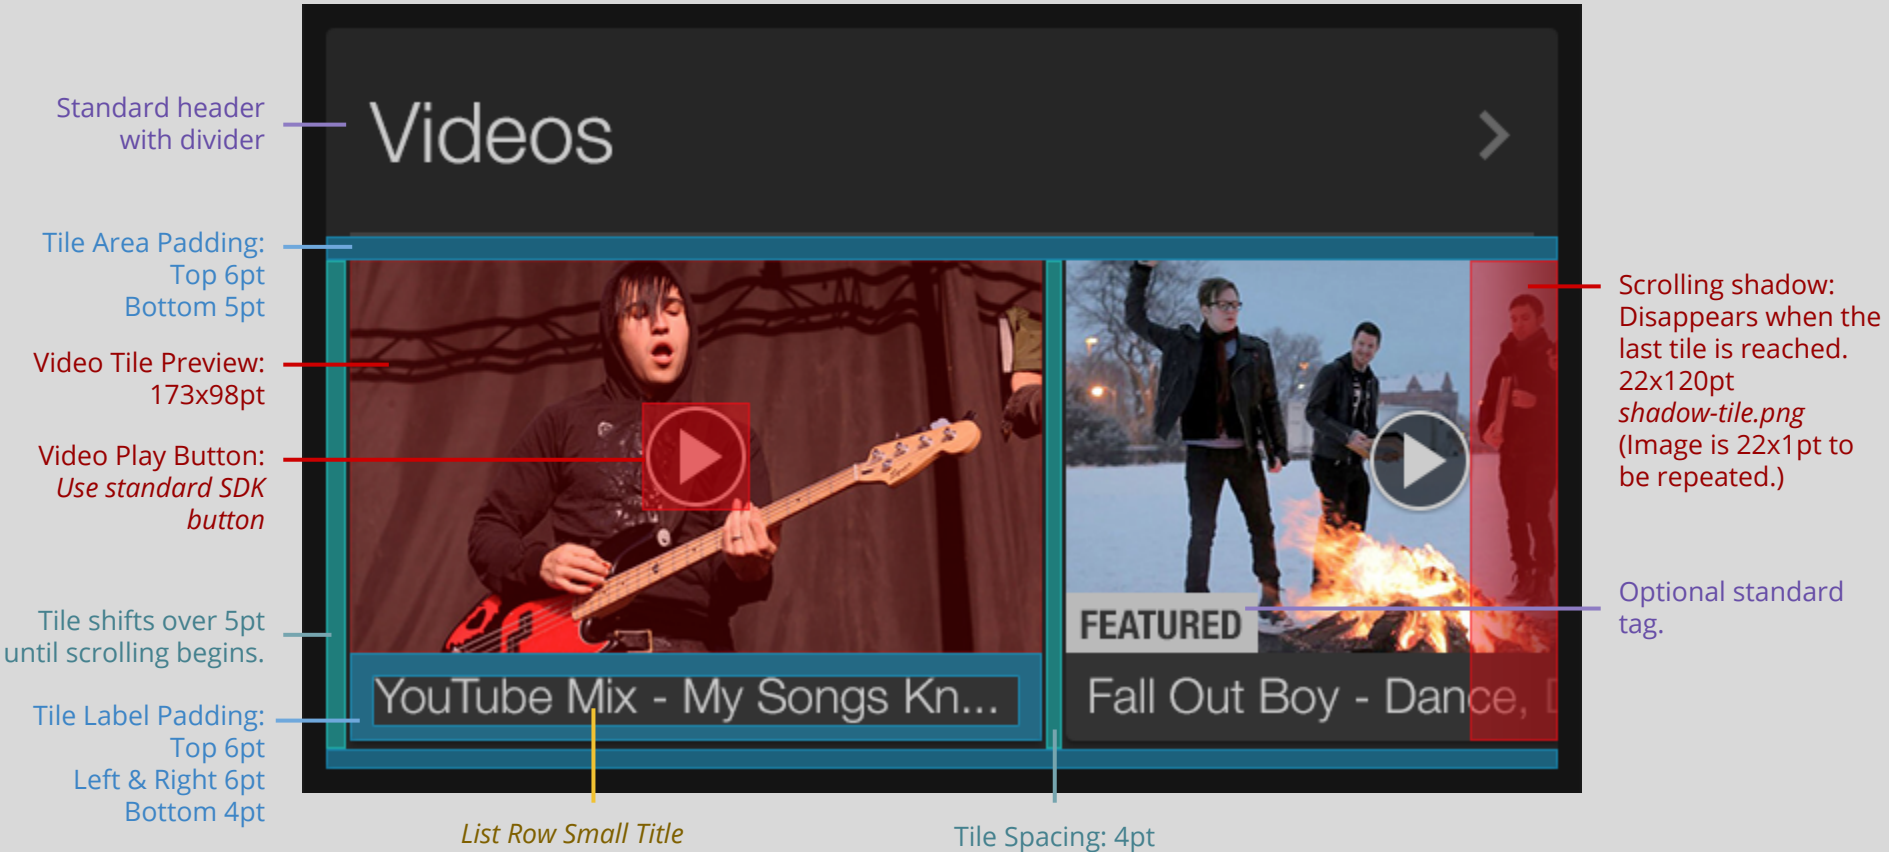 Standard header
with divider
Videos
Tile Area Padding:
Top 6pt
Bottom 5pt
Video Tile Preview:
173x98pt
Video Play Button:
Use standard SDK
button
Tile shifts over 5pt
until scrolling begins.
Tile Label Padding:
Top 6pt
Left & Right 6pt
Bottom 4pt
FEATURED
YouTube Mix - My Songs Kn...
Fall Out Boy - Dance,
List Row Small Title
Tile Spacing: 4pt
Scrolling shadow:
Disappears when the
last tile is reached.
22x120pt
shadow-tile.png
(Image is 22x1pt to
be repeated.)
Optional standard
tag.